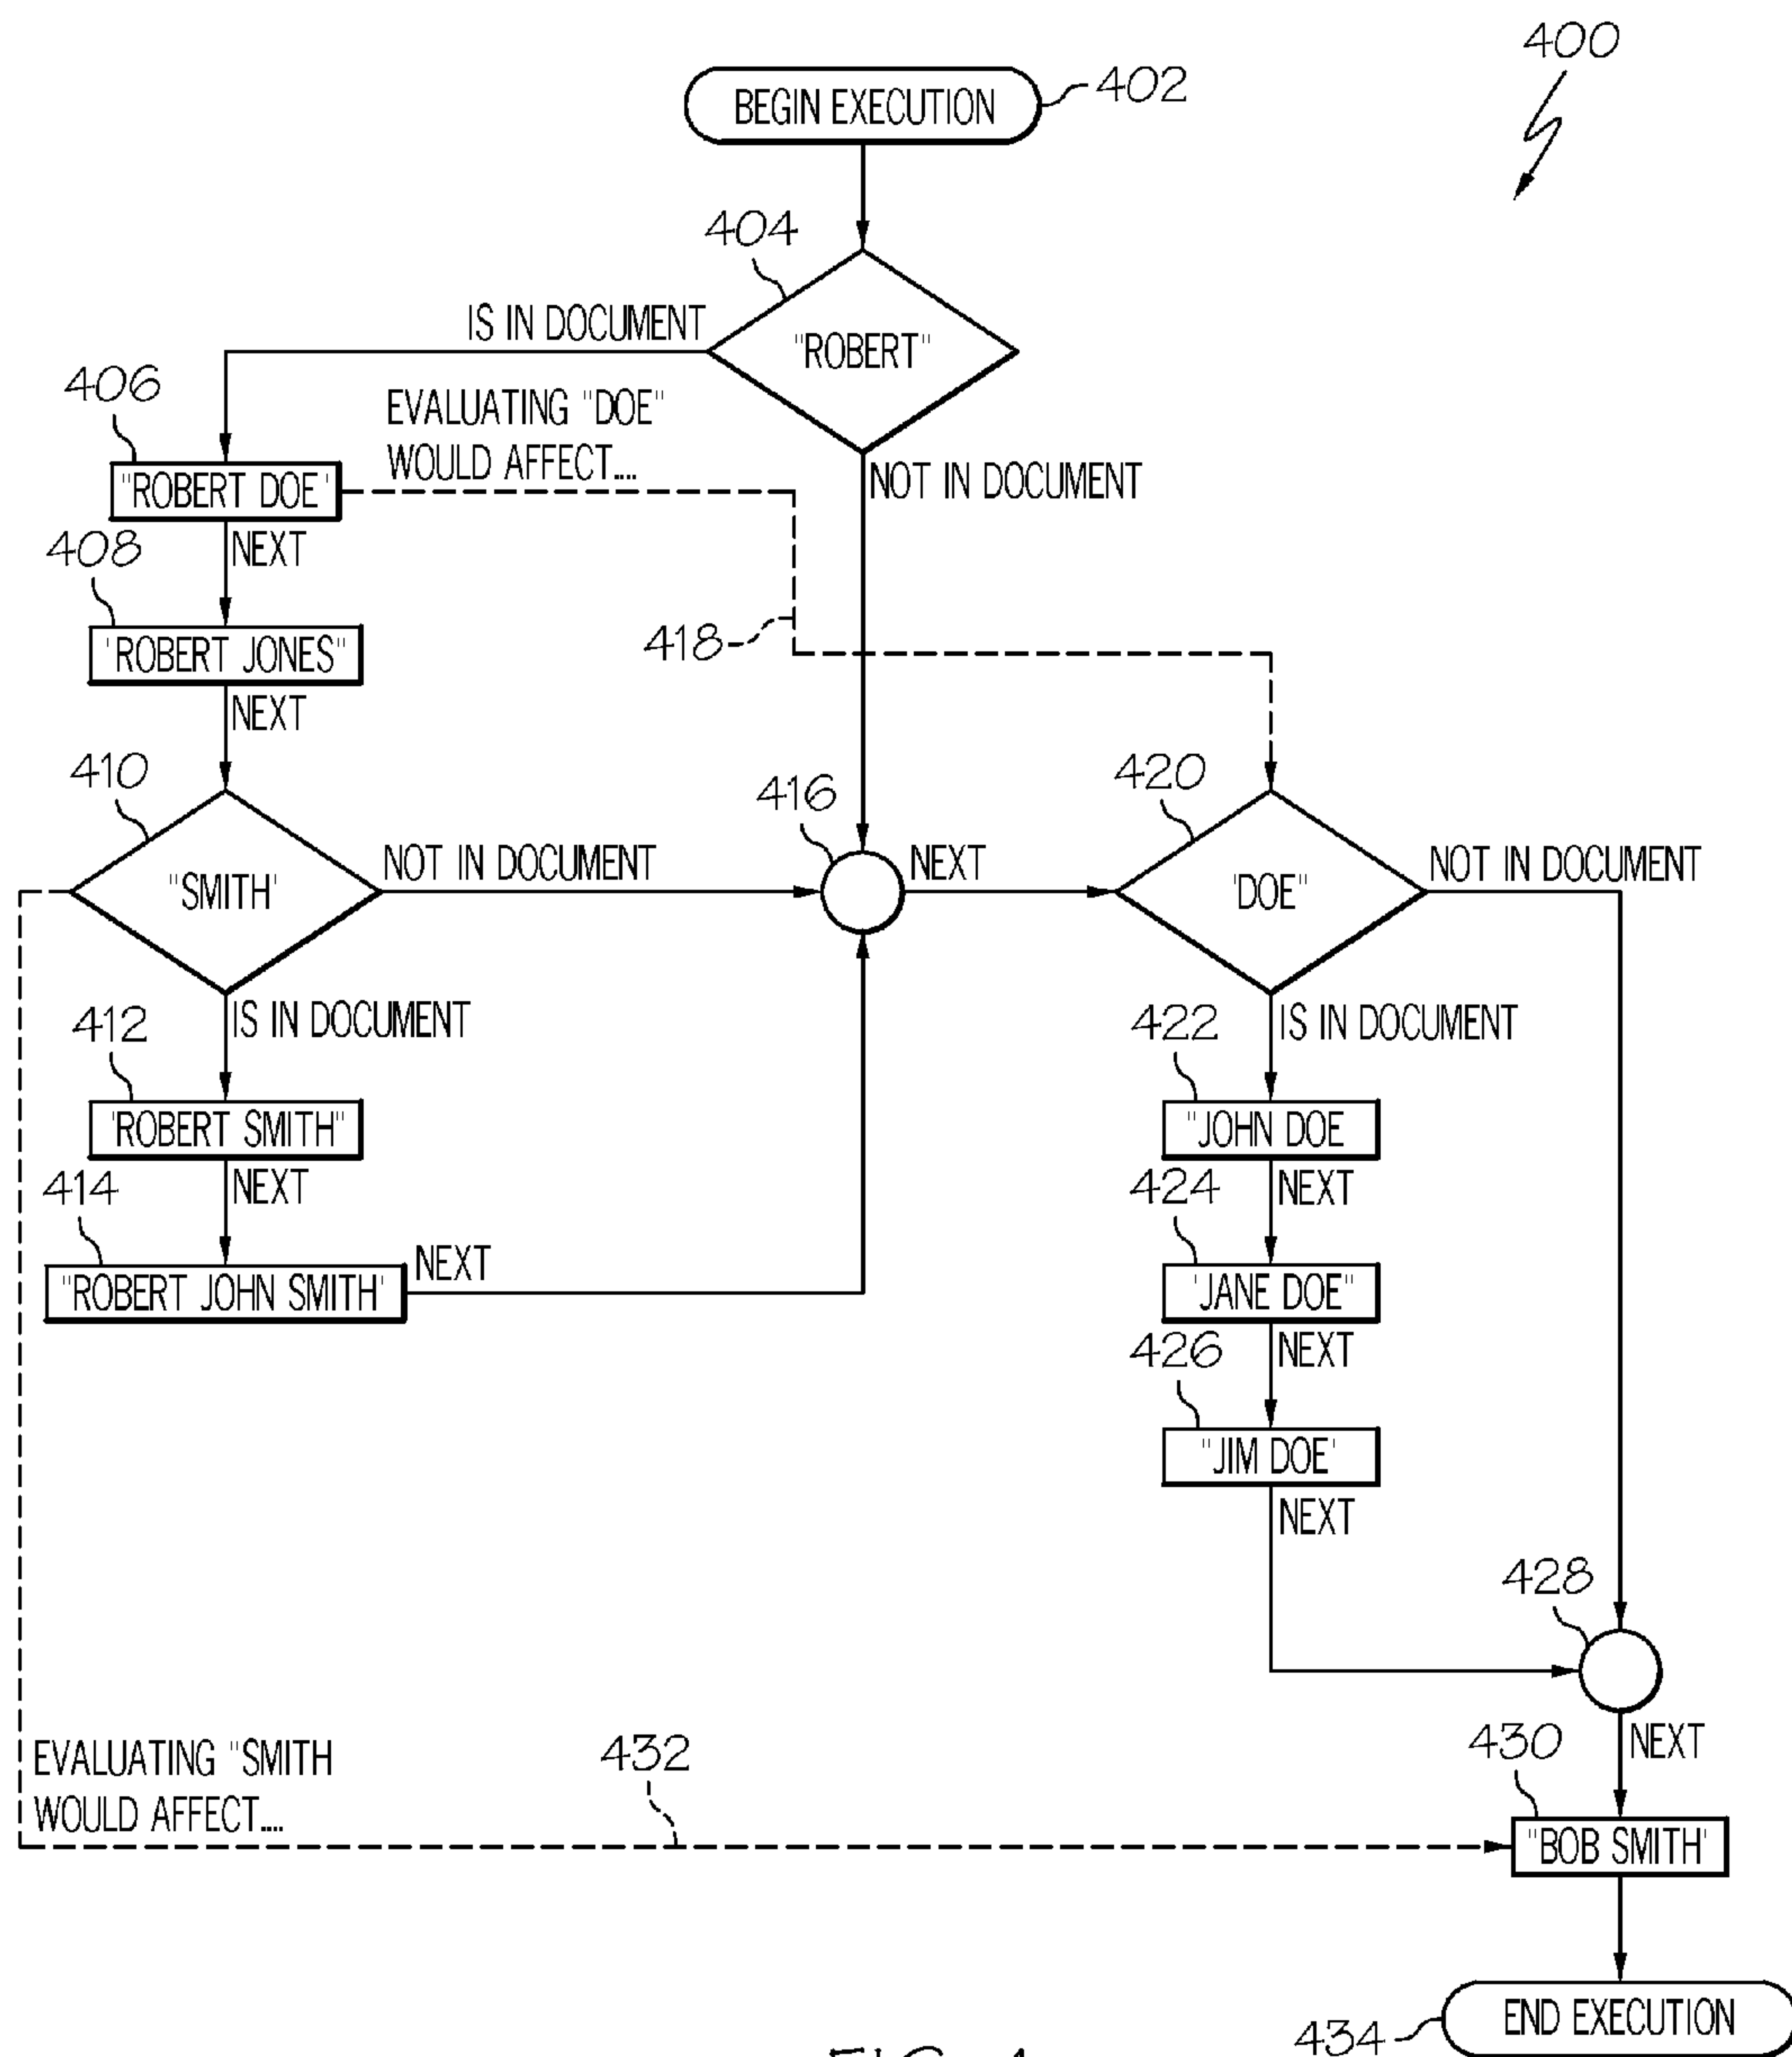 400
BEGIN EXECUTION
402
404
"ROBERT"
IS IN DOCUMENT
NOT IN DOCUMENT
406
EVALUATING "DOE"
WOULD AFFECT....
"ROBERT DOE'
NEXT
408
'ROBERT JONES"
NEXT
418
410
"SMITH'
NOT IN DOCUMENT
IS IN DOCUMENT
416
NEXT
420
'DOE"
NOT IN DOCUMENT
IS IN DOCUMENT
412
'ROBERT SMITH"
NEXT
414
"ROBERT JOHN SMITH'
NEXT
422
"JOHN DOE
NEXT
424
'JANE DOE"
NEXT
426
"JIM DOE'
NEXT
428
NEXT
EVALUATING "SMITH
WOULD AFFECT....
432
430
"BOB SMITH'
END EXECUTION
434